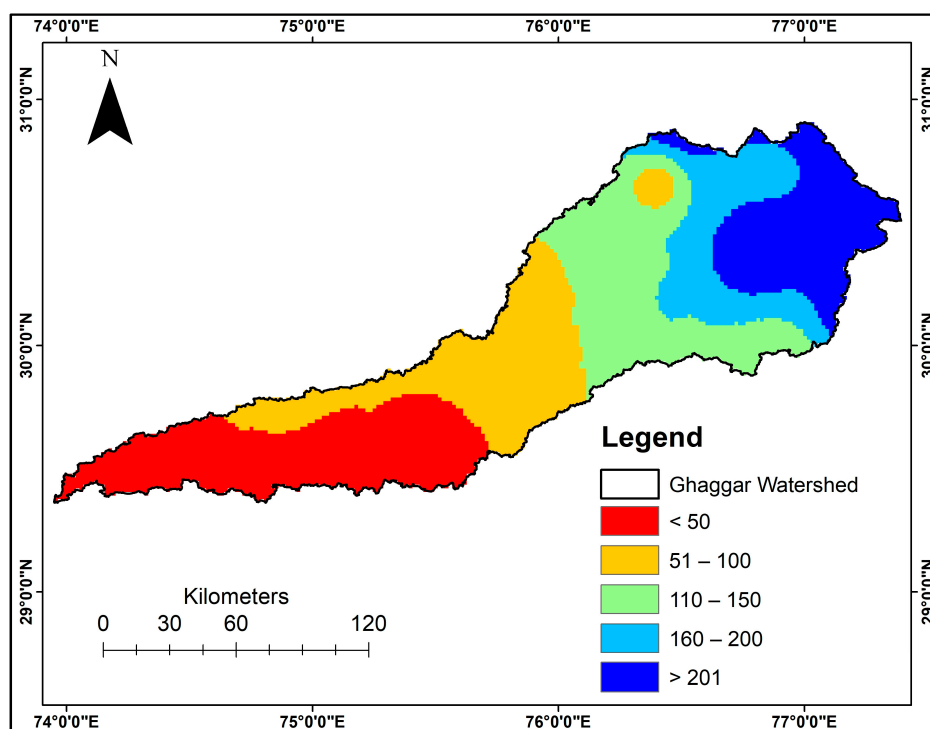 74°0'0"E 75°0'0"E 76°0'0"E 77°0'0"E
N
31°0'0"N 31°0'0"N
30°0'0"N 30°0'0"N
Legend
Ghaggar Watershed
< 50
51 – 100
110 – 150
160 – 200
> 201
29°0'0"N 29°0'0"N
Kilometers
0 30 60 120
74°0'0"E 75°0'0"E 76°0'0"E 77°0'0"E